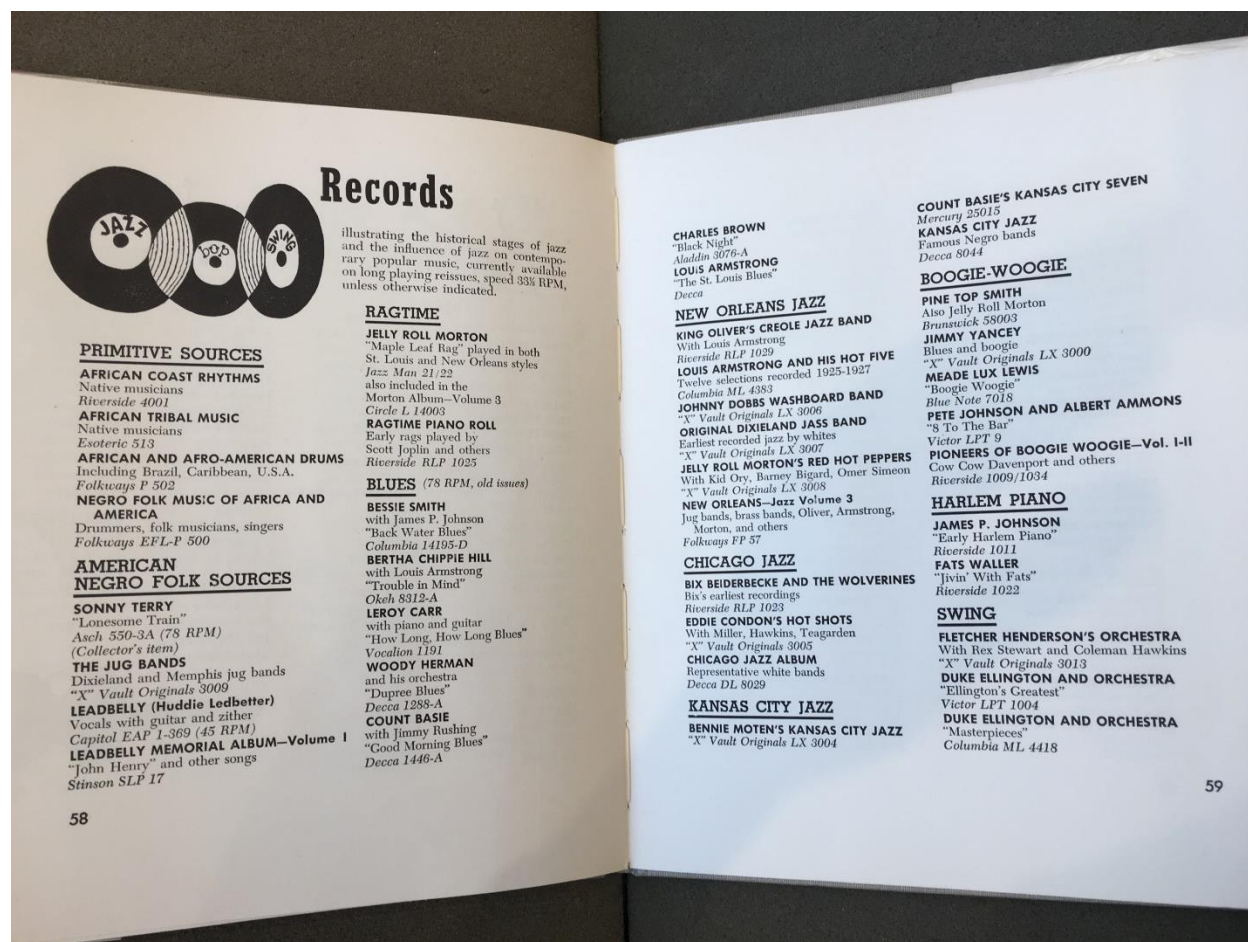 JAZZ
bop
SWING
Records
illustrating the historical stages of jazz
and the influence of jazz on contempo-
rary popular music, currently available
on long playing reissues, speed 33⅓ RPM,
unless otherwise indicated.
PRIMITIVE SOURCES
AFRICAN COAST RHYTHMS
Native musicians
Riverside 4001
AFRICAN TRIBAL MUSIC
Native musicians
Esoteric 513
AFRICAN AND AFRO-AMERICAN DRUMS
Including Brazil, Caribbean, U.S.A.
Folkways P 502
NEGRO FOLK MUSIC OF AFRICA AND
AMERICA
Drummers, folk musicians, singers
Folkways EFL-P 500
AMERICAN
NEGRO FOLK SOURCES
SONNY TERRY
"Lonesome Train"
Asch 550-3A (78 RPM)
(Collector's item)
THE JUG BANDS
Dixieland and Memphis jug bands
"X" Vault Originals 3009
LEADBELLY (Huddie Ledbetter)
Vocals with guitar and zither
Capitol EAP 1-369 (45 RPM)
LEADBELLY MEMORIAL ALBUM—Volume I
"John Henry" and other songs
Stinson SLP 17
58
RAGTIME
JELLY ROLL MORTON
"Maple Leaf Rag" played in both
St. Louis and New Orleans styles
Jazz Man 21/22
also included in the
Morton Album—Volume 3
Circle L 14003
RAGTIME PIANO ROLL
Early rags played by
Scott Joplin and others
Riverside RLP 1025
BLUES (78 RPM, old issues)
BESSIE SMITH
with James P. Johnson
"Back Water Blues"
Columbia 14195-D
BERTHA CHIPPIE HILL
with Louis Armstrong
"Trouble in Mind"
Okeh 8312-A
LEROY CARR
with piano and guitar
"How Long, How Long Blues"
Vocalion 1191
WOODY HERMAN
and his orchestra
"Dupree Blues"
Decca 1288-A
COUNT BASIE
with Jimmy Rushing
"Good Morning Blues"
Decca 1446-A
CHARLES BROWN
"Black Night"
Aladdin 3076-A
LOUIS ARMSTRONG
"The St. Louis Blues"
Decca
NEW ORLEANS JAZZ
KING OLIVER'S CREOLE JAZZ BAND
With Louis Armstrong
Riverside RLP 1029
LOUIS ARMSTRONG AND HIS HOT FIVE
Twelve selections recorded 1925-1927
Columbia ML 4383
JOHNNY DOBBS WASHBOARD BAND
"X" Vault Originals LX 3006
ORIGINAL DIXIELAND JASS BAND
Earliest recorded jazz by whites
"X" Vault Originals LX 3007
JELLY ROLL MORTON'S RED HOT PEPPERS
With Kid Ory, Barney Bigard, Omer Simeon
"X" Vault Originals LX 3008
NEW ORLEANS—Jazz Volume 3
Jug bands, brass bands, Oliver, Armstrong,
Morton, and others
Folkways FP 57
CHICAGO JAZZ
BIX BEIDERBECKE AND THE WOLVERINES
Bix's earliest recordings
Riverside RLP 1023
EDDIE CONDON'S HOT SHOTS
With Miller, Hawkins, Teagarden
"X" Vault Originals 3005
CHICAGO JAZZ ALBUM
Representative white bands
Decca DL 8029
KANSAS CITY JAZZ
BENNIE MOTEN'S KANSAS CITY JAZZ
"X" Vault Originals LX 3004
COUNT BASIE'S KANSAS CITY SEVEN
Mercury 25015
KANSAS CITY JAZZ
Famous Negro bands
Decca 8044
BOOGIE-WOOGIE
PINE TOP SMITH
Also Jelly Roll Morton
Brunswick 58003
JIMMY YANCEY
Blues and boogie
"X" Vault Originals LX 3000
MEADE LUX LEWIS
"Boogie Woogie"
Blue Note 7018
PETE JOHNSON AND ALBERT AMMONS
"8 To The Bar"
Victor LPT 9
PIONEERS OF BOOGIE WOOGIE—Vol. I-II
Cow Cow Davenport and others
Riverside 1009/1034
HARLEM PIANO
JAMES P. JOHNSON
"Early Harlem Piano"
Riverside 1011
FATS WALLER
"Jivin' With Fats"
Riverside 1022
SWING
FLETCHER HENDERSON'S ORCHESTRA
With Rex Stewart and Coleman Hawkins
"X" Vault Originals 3013
DUKE ELLINGTON AND ORCHESTRA
"Ellington's Greatest"
Victor LPT 1004
DUKE ELLINGTON AND ORCHESTRA
"Masterpieces"
Columbia ML 4418
59